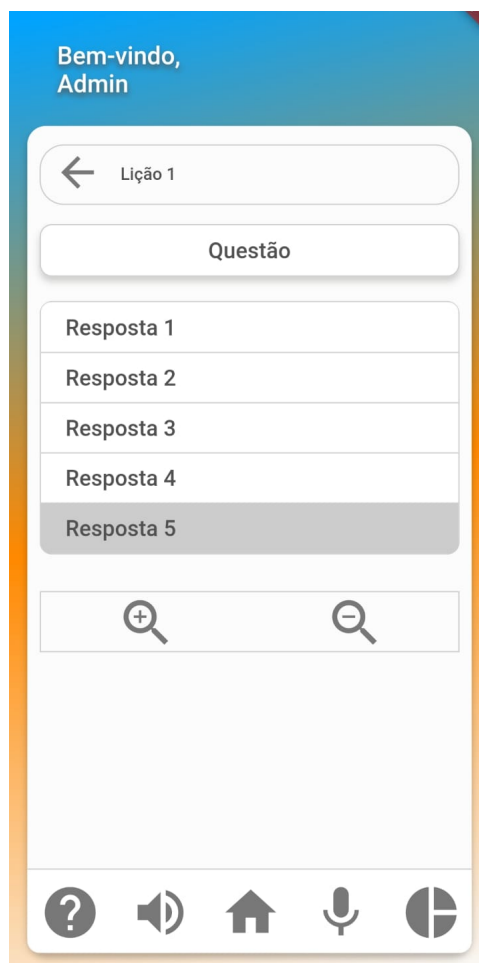 Bem-vindo,
Admin
Lição 1
Questão
Resposta 1
Resposta 2
Resposta 3
Resposta 4
Resposta 5